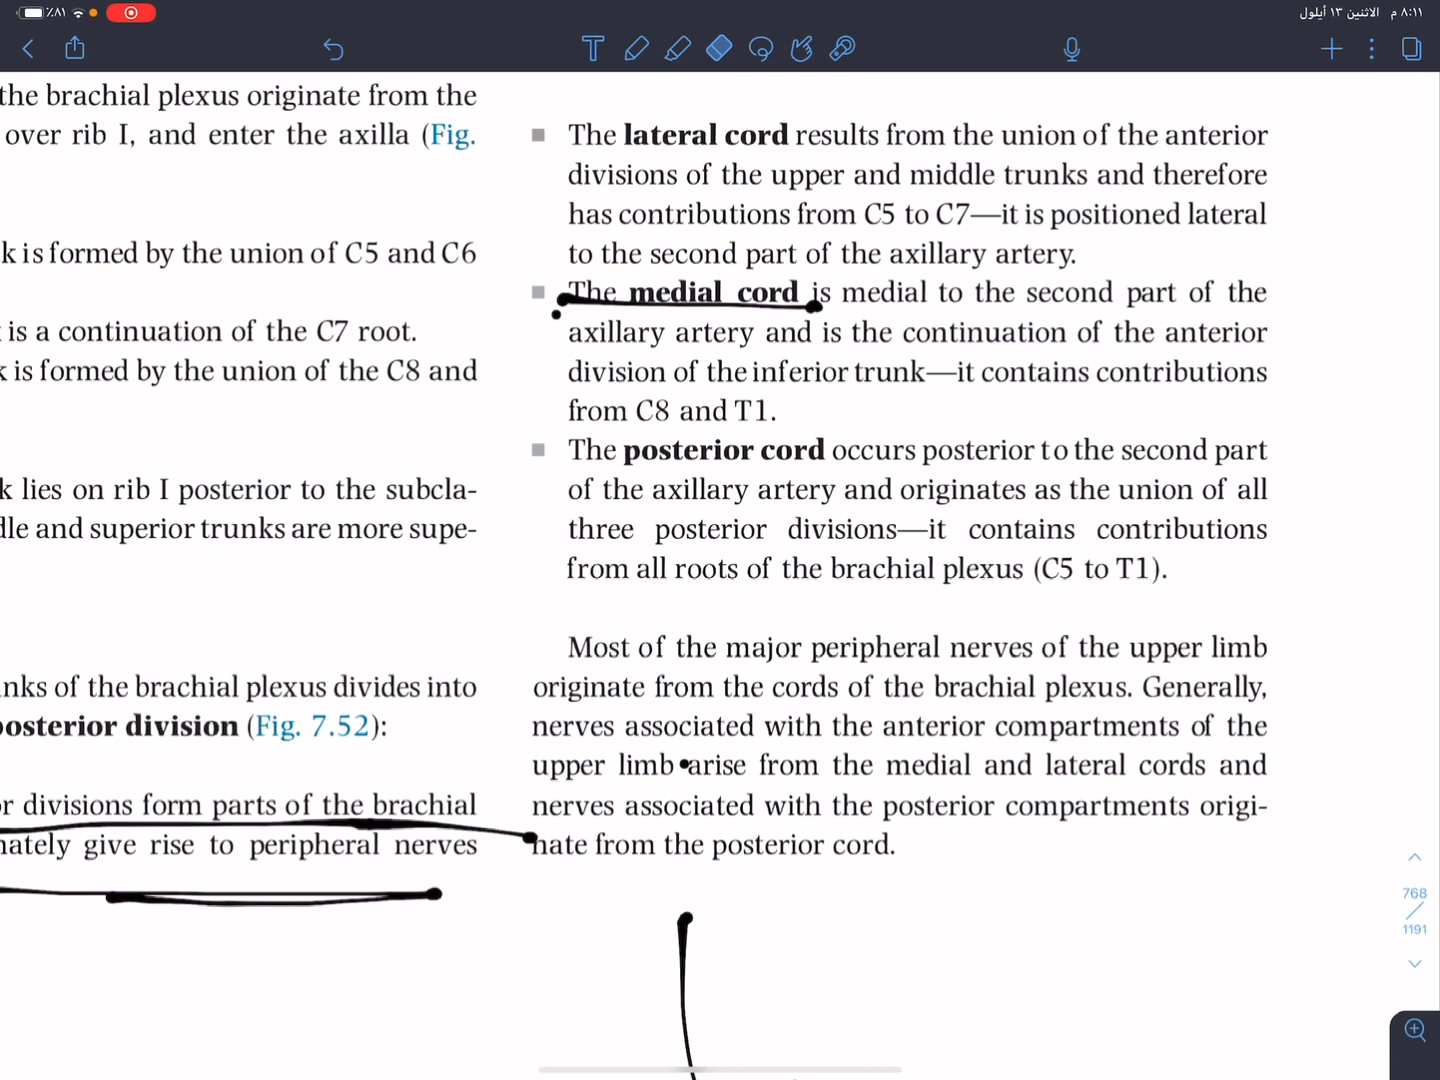 ٨:١١ م الاثنين ١٣ أيلول
٪٨١
the brachial plexus originate from the
over rib I, and enter the axilla (Fig.
k is formed by the union of C5 and C6
is a continuation of the C7 root.
k is formed by the union of the C8 and
k lies on rib I posterior to the subcla-
dle and superior trunks are more supe-
nks of the brachial plexus divides into
posterior division (Fig. 7.52):
r divisions form parts of the brachial
nately give rise to peripheral nerves
The lateral cord results from the union of the anterior
divisions of the upper and middle trunks and therefore
has contributions from C5 to C7—it is positioned lateral
to the second part of the axillary artery.
The medial cord is medial to the second part of the
axillary artery and is the continuation of the anterior
division of the inferior trunk—it contains contributions
from C8 and T1.
The posterior cord occurs posterior to the second part
of the axillary artery and originates as the union of all
three posterior divisions—it contains contributions
from all roots of the brachial plexus (C5 to T1).
Most of the major peripheral nerves of the upper limb
originate from the cords of the brachial plexus. Generally,
nerves associated with the anterior compartments of the
upper limb arise from the medial and lateral cords and
nerves associated with the posterior compartments origi-
nate from the posterior cord.
768
1191